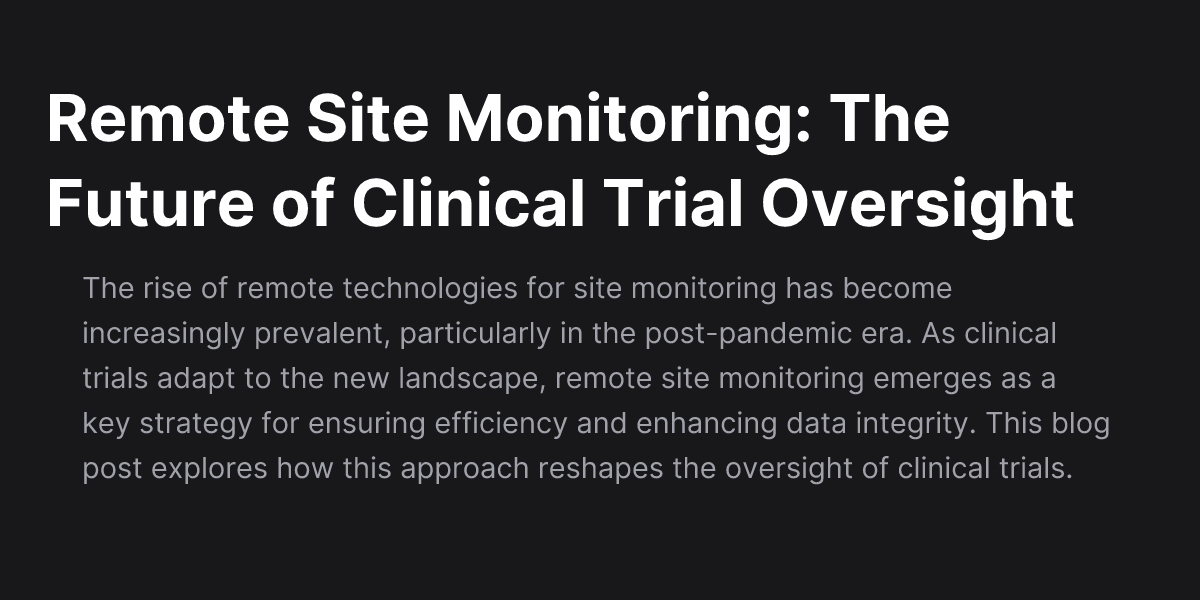 Remote Site Monitoring: The
Future of Clinical Trial Oversight
The rise of remote technologies for site monitoring has become
increasingly prevalent, particularly in the post-pandemic era. As clinical
trials adapt to the new landscape, remote site monitoring emerges as a
key strategy for ensuring efficiency and enhancing data integrity. This blog
post explores how this approach reshapes the oversight of clinical trials.